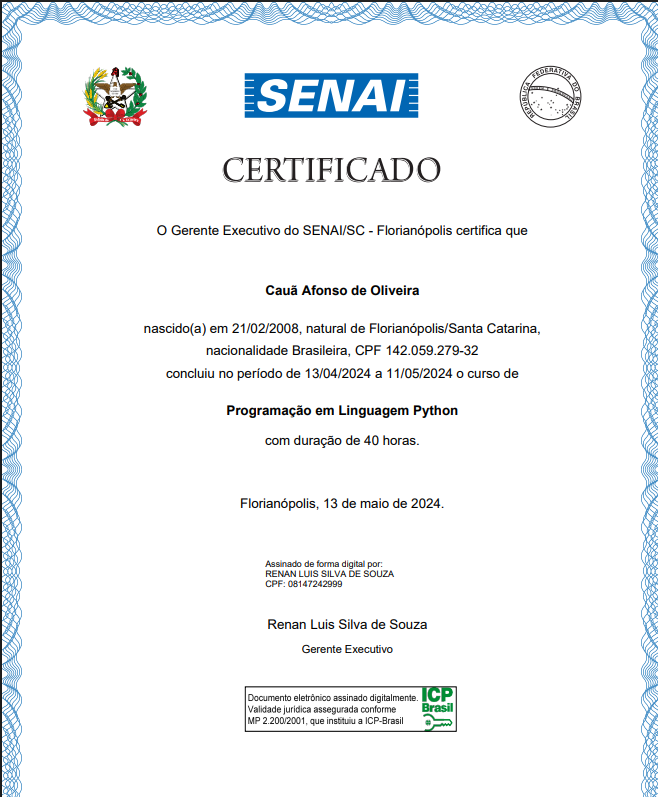 SENAI
REPÚBLICA FEDERATIVA DO BRASIL
CERTIFICADO
O Gerente Executivo do SENAI/SC - Florianópolis certifica que
Cauã Afonso de Oliveira
nascido(a) em 21/02/2008, natural de Florianópolis/Santa Catarina,
nacionalidade Brasileira, CPF 142.059.279-32
concluiu no período de 13/04/2024 a 11/05/2024 o curso de
Programação em Linguagem Python
com duração de 40 horas.
Florianópolis, 13 de maio de 2024.
Assinado de forma digital por:
RENAN LUIS SILVA DE SOUZA
CPF: 08147242999
Renan Luis Silva de Souza
Gerente Executivo
Documento eletrônico assinado digitalmente.
Validade jurídica assegurada conforme
MP 2.200/2001, que instituiu a ICP-Brasil
ICP
Brasil